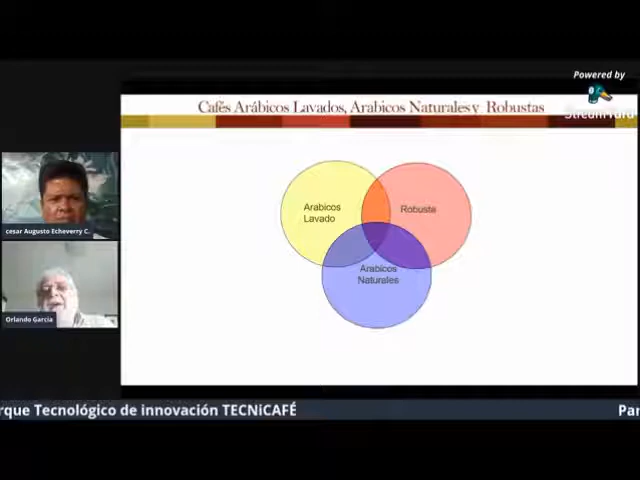 Powered by
StreamYard
Cafés Arábicos Lavados, Arabicos Naturales y Robustas
Arabicos
Lavado
Robusta
Arabicos
Naturales
cesar Augusto Echeverry C.
Orlando Garcia
rque Tecnológico de innovación TECNiCAFÉ
Par